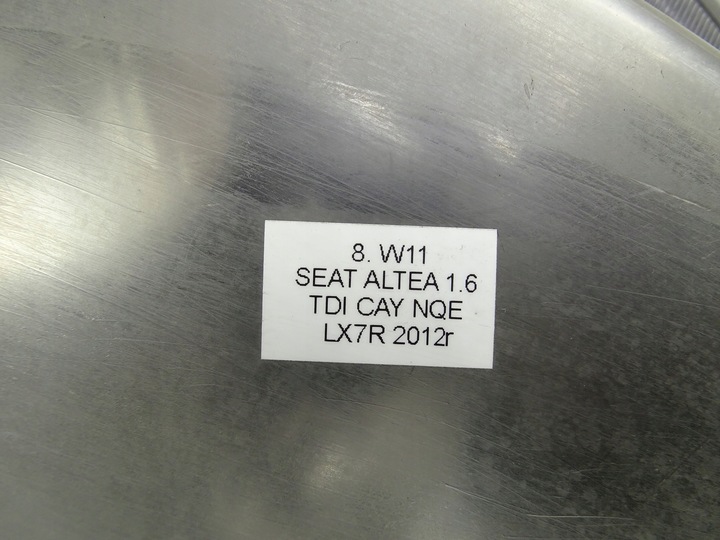 8. W11
SEAT ALTEA 1.6
TDI CAY NQE
LX7R 2012r